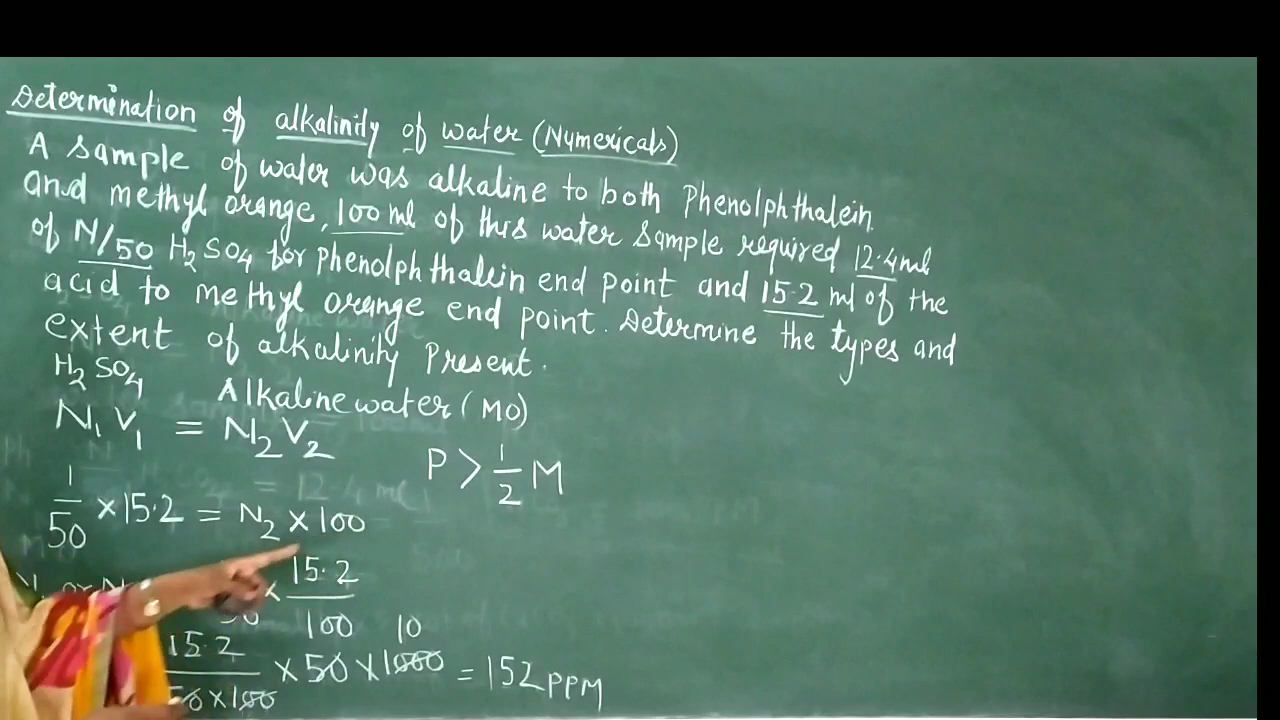 Determination of alkalinity of water (Numericals)
A sample of water was alkaline to both Phenolphthalein
and methyl orange, 100 ml of this water sample required 12.4ml
of N/50 H₂SO₄ for phenolphthalein end point and 15.2 ml of the
acid to methyl orange end point. Determine the types and
extent of alkalinity Present.
H₂SO₄ Alkaline water (MO)
N₁V₁ = N₂V₂
P > 1/2 M
1/50 × 15.2 = N₂ × 100
× 15.2/100
15.2/50×100 × 50 × 1000 = 152 PPM
10